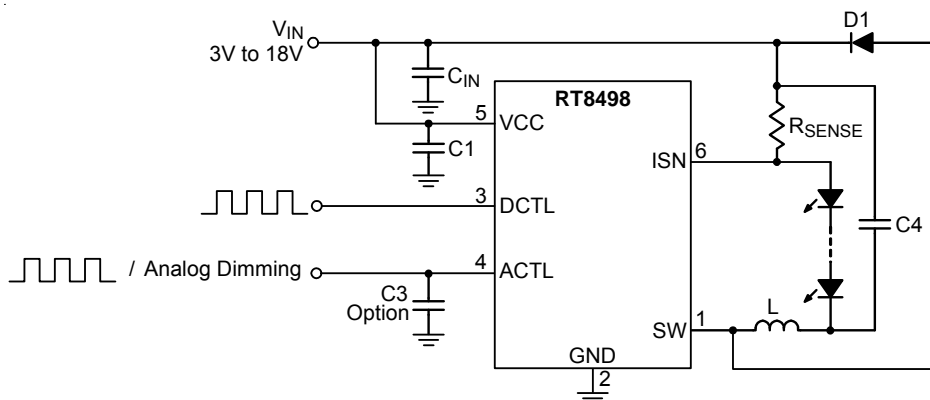 VIN
3V to 18V
D1
CIN
RT8498
RSENSE
5
VCC
C1
ISN
6
3
DCTL
C4
/ Analog Dimming
4
ACTL
C3
Option
L
SW
1
GND
2